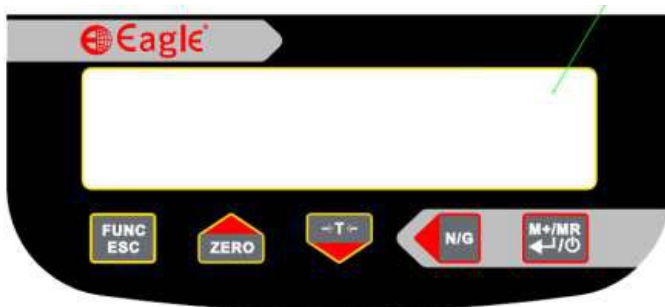 Eagle
FUNC
ESC
ZERO
→T←
N/G
M+/MR
↵/⏻